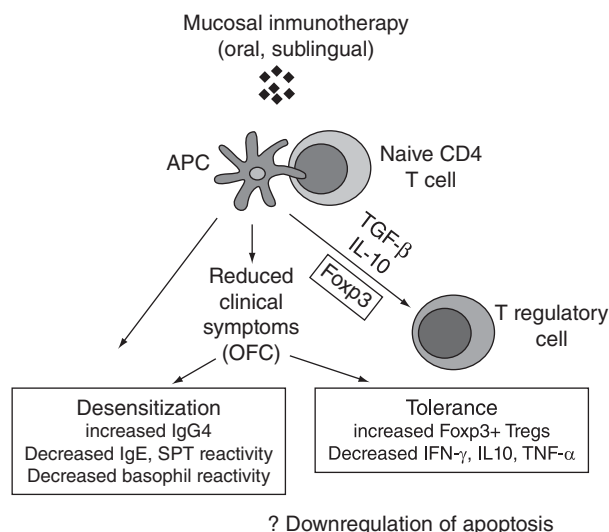 Mucosal inmunotherapy
(oral, sublingual)
APC
Naive CD4
T cell
TGF-β
IL-10
Foxp3
Reduced
clinical
symptoms
(OFC)
T regulatory
cell
Desensitization
increased IgG4
Decreased IgE, SPT reactivity
Decreased basophil reactivity
Tolerance
increased Foxp3+ Tregs
Decreased IFN-γ, IL10, TNF-α
? Downregulation of apoptosis